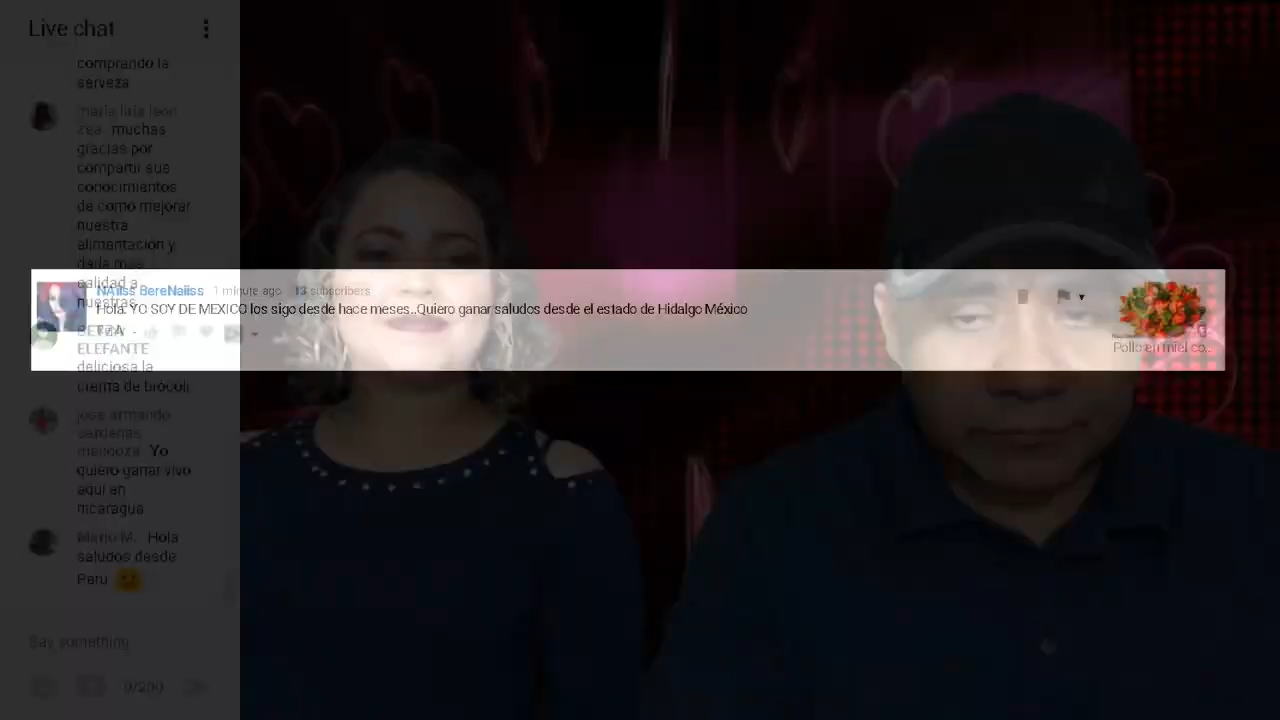 Live chat
comprando la
serveza
maria luisa leon
zea muchas
gracias por
compartir sus
conocimientos
de como mejorar
nuestra
alimentación y
darla mas
calidad a
nuestras
BETZA -
ELEFANTE
deliciosa la
crema de brócoli
jose armando
cardenas
mendoza Yo
quiero ganar vivo
aqui en
nicaragua
Mario M. Hola
saludos desde
Peru
Say something
0/200
NAiiss BereNaiiss 1 minute ago 13 subscribers
Hola. YO SOY DE MEXICO los sigo desde hace meses..Quiero ganar saludos desde el estado de Hidalgo México
Pollo en miel co...